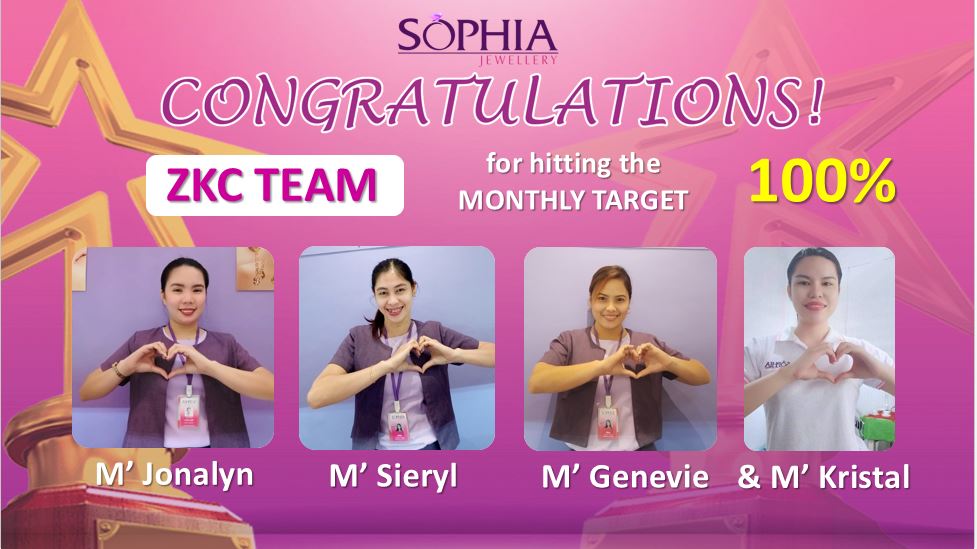 SOPHIA
JEWELLERY
CONGRATULATIONS!
ZKC TEAM
for hitting the
MONTHLY TARGET
100%
M’ Jonalyn
M’ Sieryl
M’ Genevie
& M’ Kristal